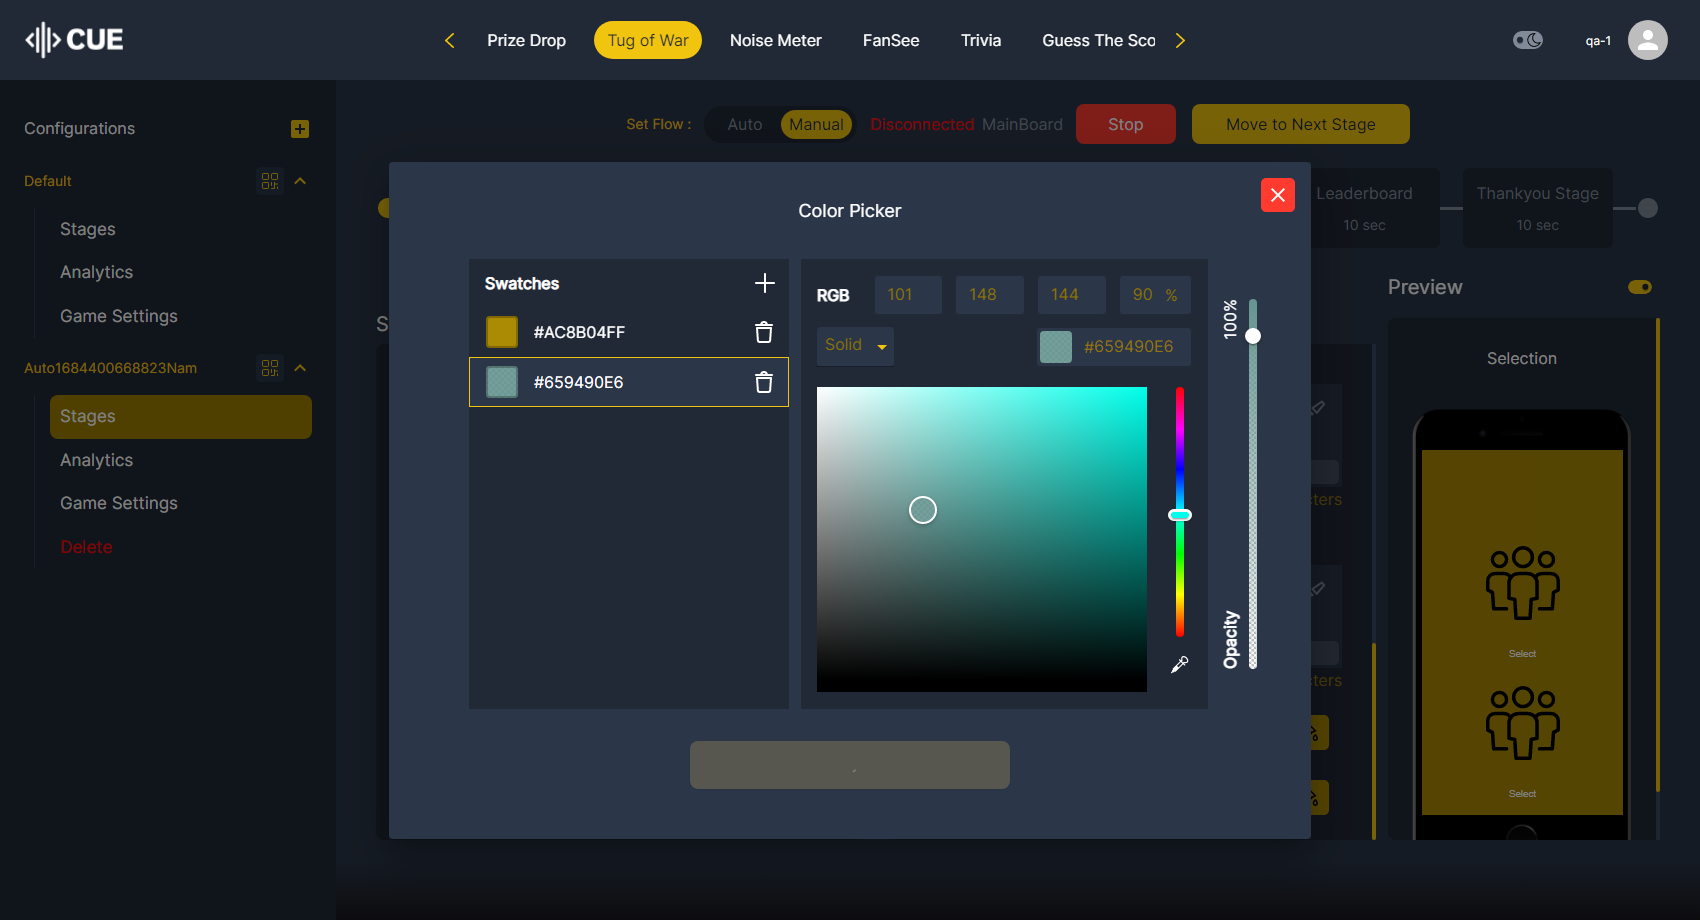 CUE
Prize Drop
Tug of War
Noise Meter
FanSee
Trivia
Guess The Sco
qa-1
Configurations
Default
Stages
Analytics
Game Settings
Auto1684400668823Nam
Stages
Analytics
Game Settings
Delete
Set Flow :
Auto
Manual
Disconnected MainBoard
Stop
Move to Next Stage
Leaderboard
10 sec
Thankyou Stage
10 sec
S
Color Picker
Swatches
#AC8B04FF
#659490E6
RGB
101
148
144
90 %
Solid
#659490E6
100%
Opacity
cters
cters
Preview
Selection
Select
Select